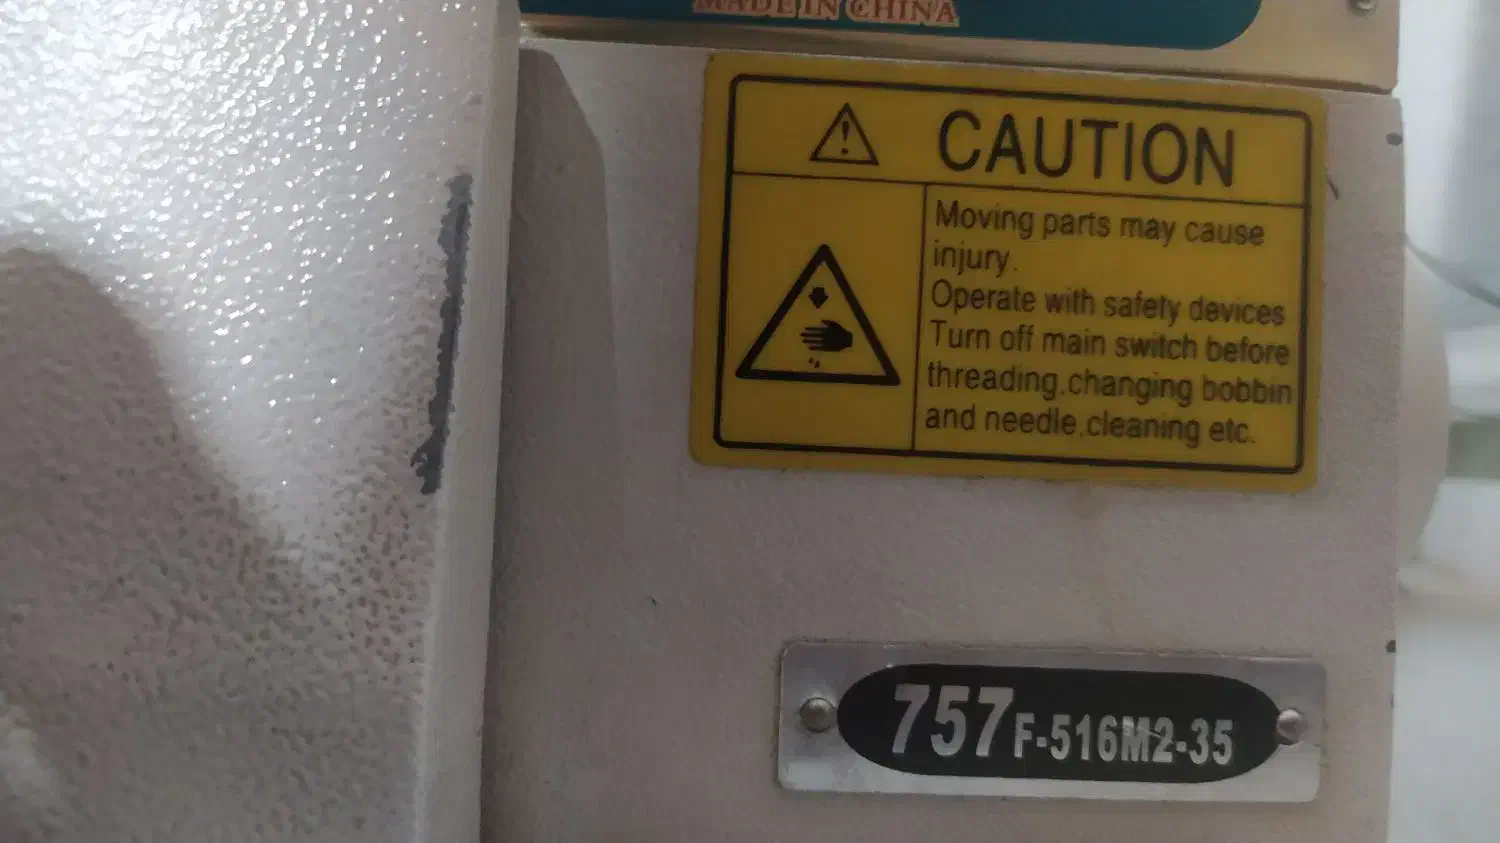 MADE IN CHINA
CAUTION
Moving parts may cause
injury.
Operate with safety devices
Turn off main switch before
threading.changing bobbin
and needle,cleaning etc.
757F-516M2-35